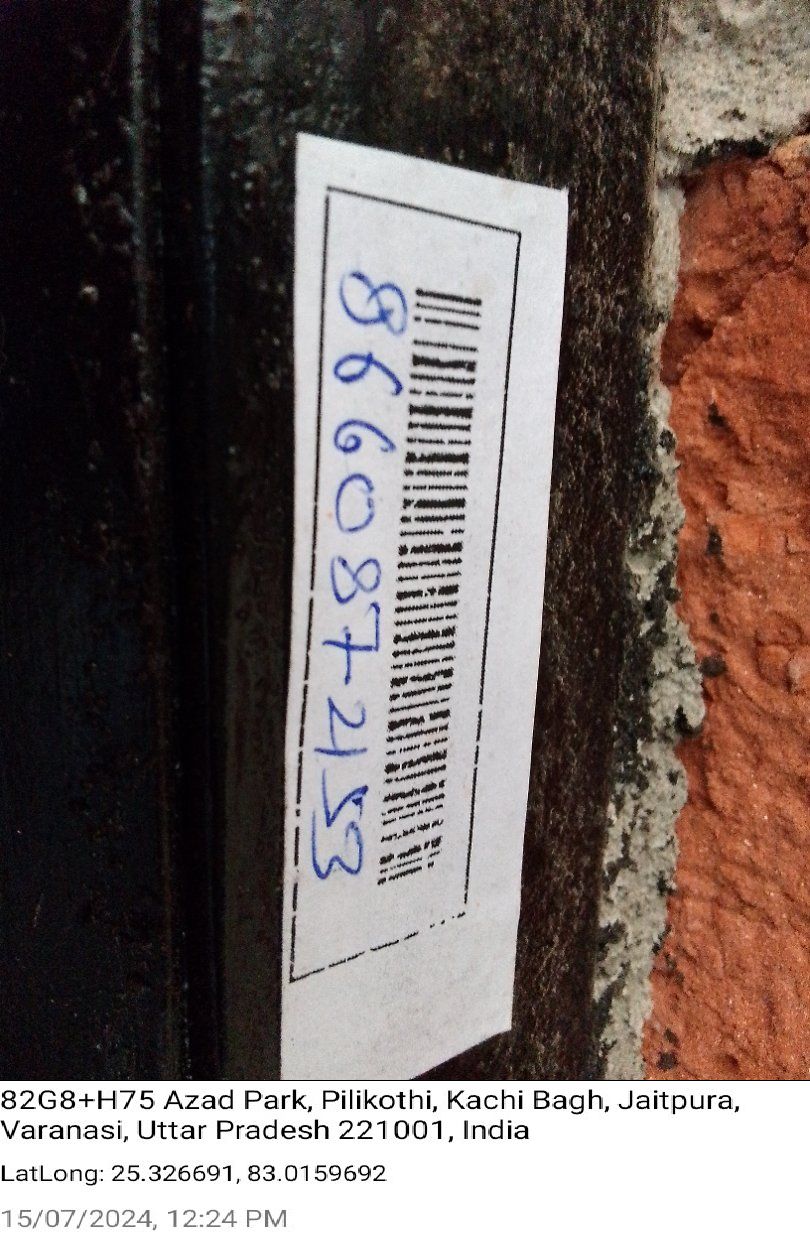 8660872453
82G8+H75 Azad Park, Pilikothi, Kachi Bagh, Jaitpura,
Varanasi, Uttar Pradesh 221001, India
LatLong: 25.326691, 83.0159692
15/07/2024, 12:24 PM